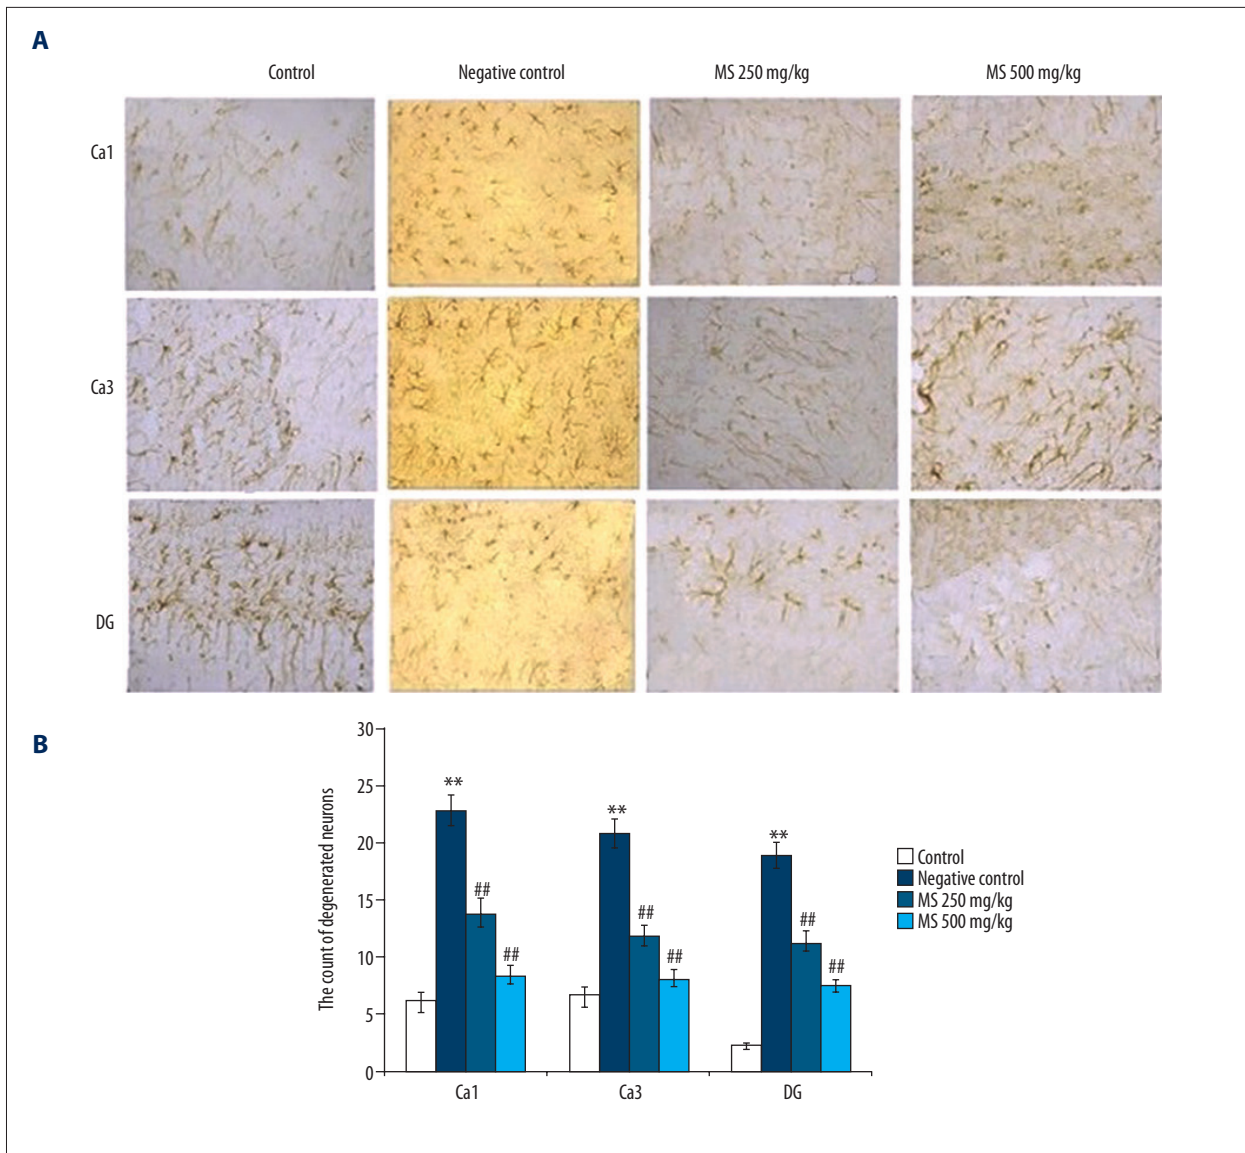 A
Control Negative control MS 250 mg/kg MS 500 mg/kg
Ca1
Ca3
DG
B
The count of degenerated neurons
30
25
20
15
10
5
0
**
##
##
**
##
##
**
##
##
Ca1 Ca3 DG
Control
Negative control
MS 250 mg/kg
MS 500 mg/kg